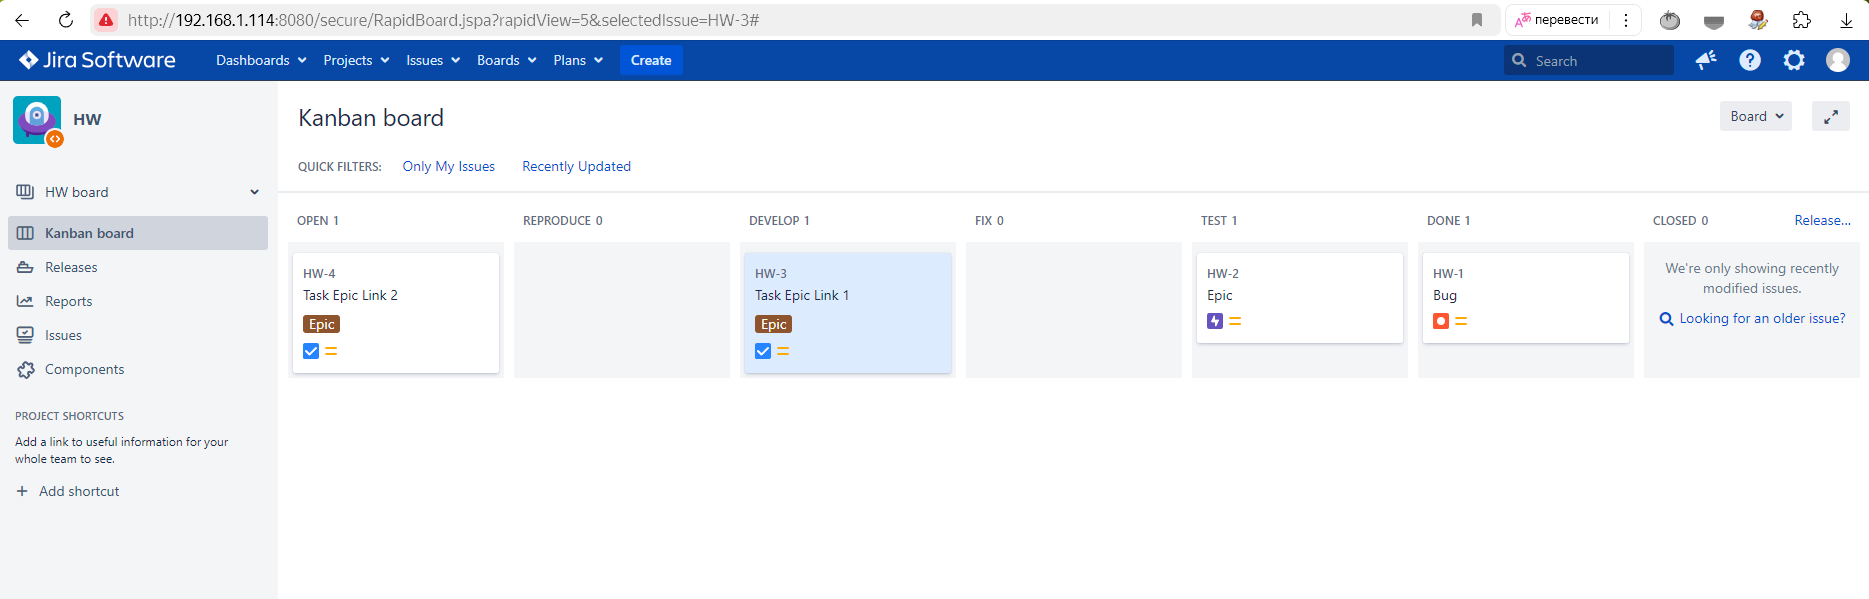 http://192.168.1.114:8080/secure/RapidBoard.jspa?rapidView=5&selectedIssue=HW-3#
перевести
Jira Software
Dashboards
Projects
Issues
Boards
Plans
Create
Search
HW
HW board
Kanban board
Releases
Reports
Issues
Components
PROJECT SHORTCUTS
Add a link to useful information for your
whole team to see.
+ Add shortcut
Kanban board
Board
QUICK FILTERS:
Only My Issues
Recently Updated
OPEN 1
REPRODUCE 0
DEVELOP 1
FIX 0
TEST 1
DONE 1
CLOSED 0
Release...
HW-4
Task Epic Link 2
Epic
HW-3
Task Epic Link 1
Epic
HW-2
Epic
HW-1
Bug
We're only showing recently
modified issues.
Looking for an older issue?